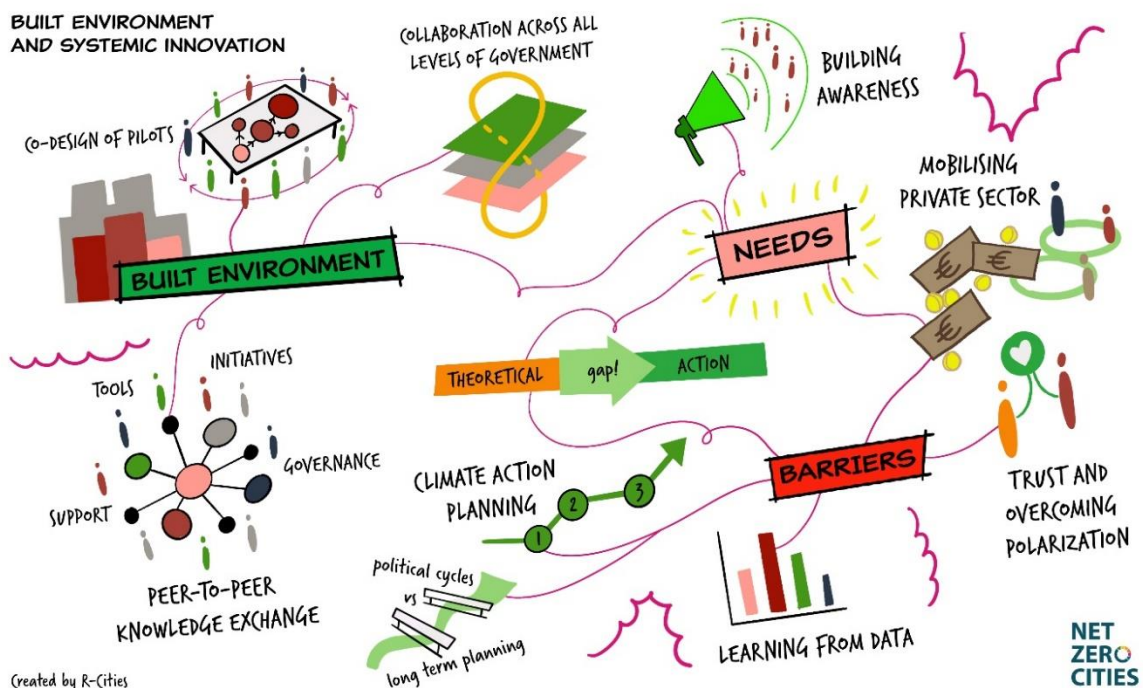 BUILT ENVIRONMENT
AND SYSTEMIC INNOVATION
CO-DESIGN OF PILOTS
COLLABORATION ACROSS ALL
LEVELS OF GOVERNMENT
BUILDING
AWARENESS
MOBILISING
PRIVATE SECTOR
€
€
€
NEEDS
BUILT ENVIRONMENT
THEORETICAL
gap!
ACTION
INITIATIVES
TOOLS
GOVERNANCE
SUPPORT
PEER-TO-PEER
KNOWLEDGE EXCHANGE
CLIMATE ACTION
PLANNING
1
2
3
BARRIERS
TRUST AND
OVERCOMING
POLARIZATION
political cycles
vs
long term planning
LEARNING FROM DATA
Created by R-Cities
NET
ZERO
CITIES